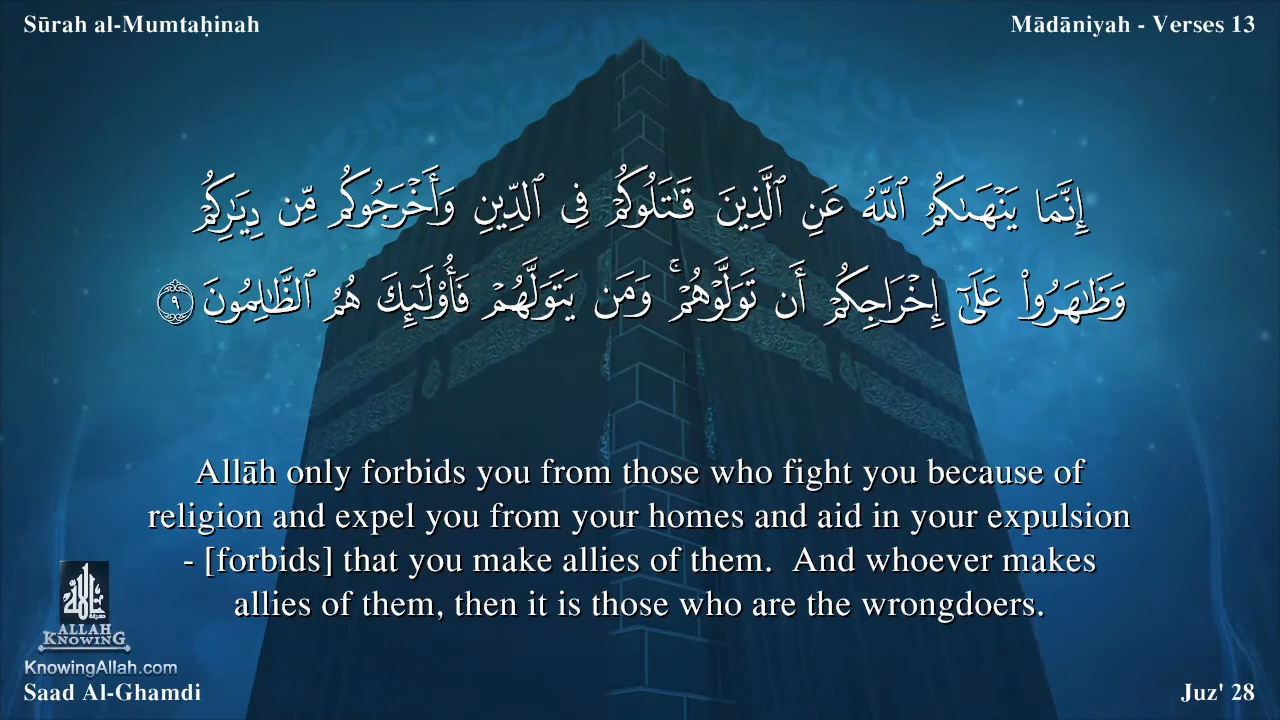 Sūrah al-Mumtaḥinah
Mādāniyah - Verses 13
إِنَّمَا يَنْهَىٰكُمُ ٱللَّهُ عَنِ ٱلَّذِينَ قَـٰتَلُوكُمْ فِى ٱلدِّينِ وَأَخْرَجُوكُم مِّن دِيَـٰرِكُمْ
وَظَـٰهَرُوا۟ عَلَىٰٓ إِخْرَاجِكُمْ أَن تَوَلَّوْهُمْ ۚ وَمَن يَتَوَلَّهُمْ فَأُو۟لَـٰٓئِكَ هُمُ ٱلظَّـٰلِمُونَ ٩
Allāh only forbids you from those who fight you because of
religion and expel you from your homes and aid in your expulsion
- [forbids] that you make allies of them.  And whoever makes
allies of them, then it is those who are the wrongdoers.
ALLAH
KNOWING
KnowingAllah.com
Saad Al-Ghamdi
Juz' 28